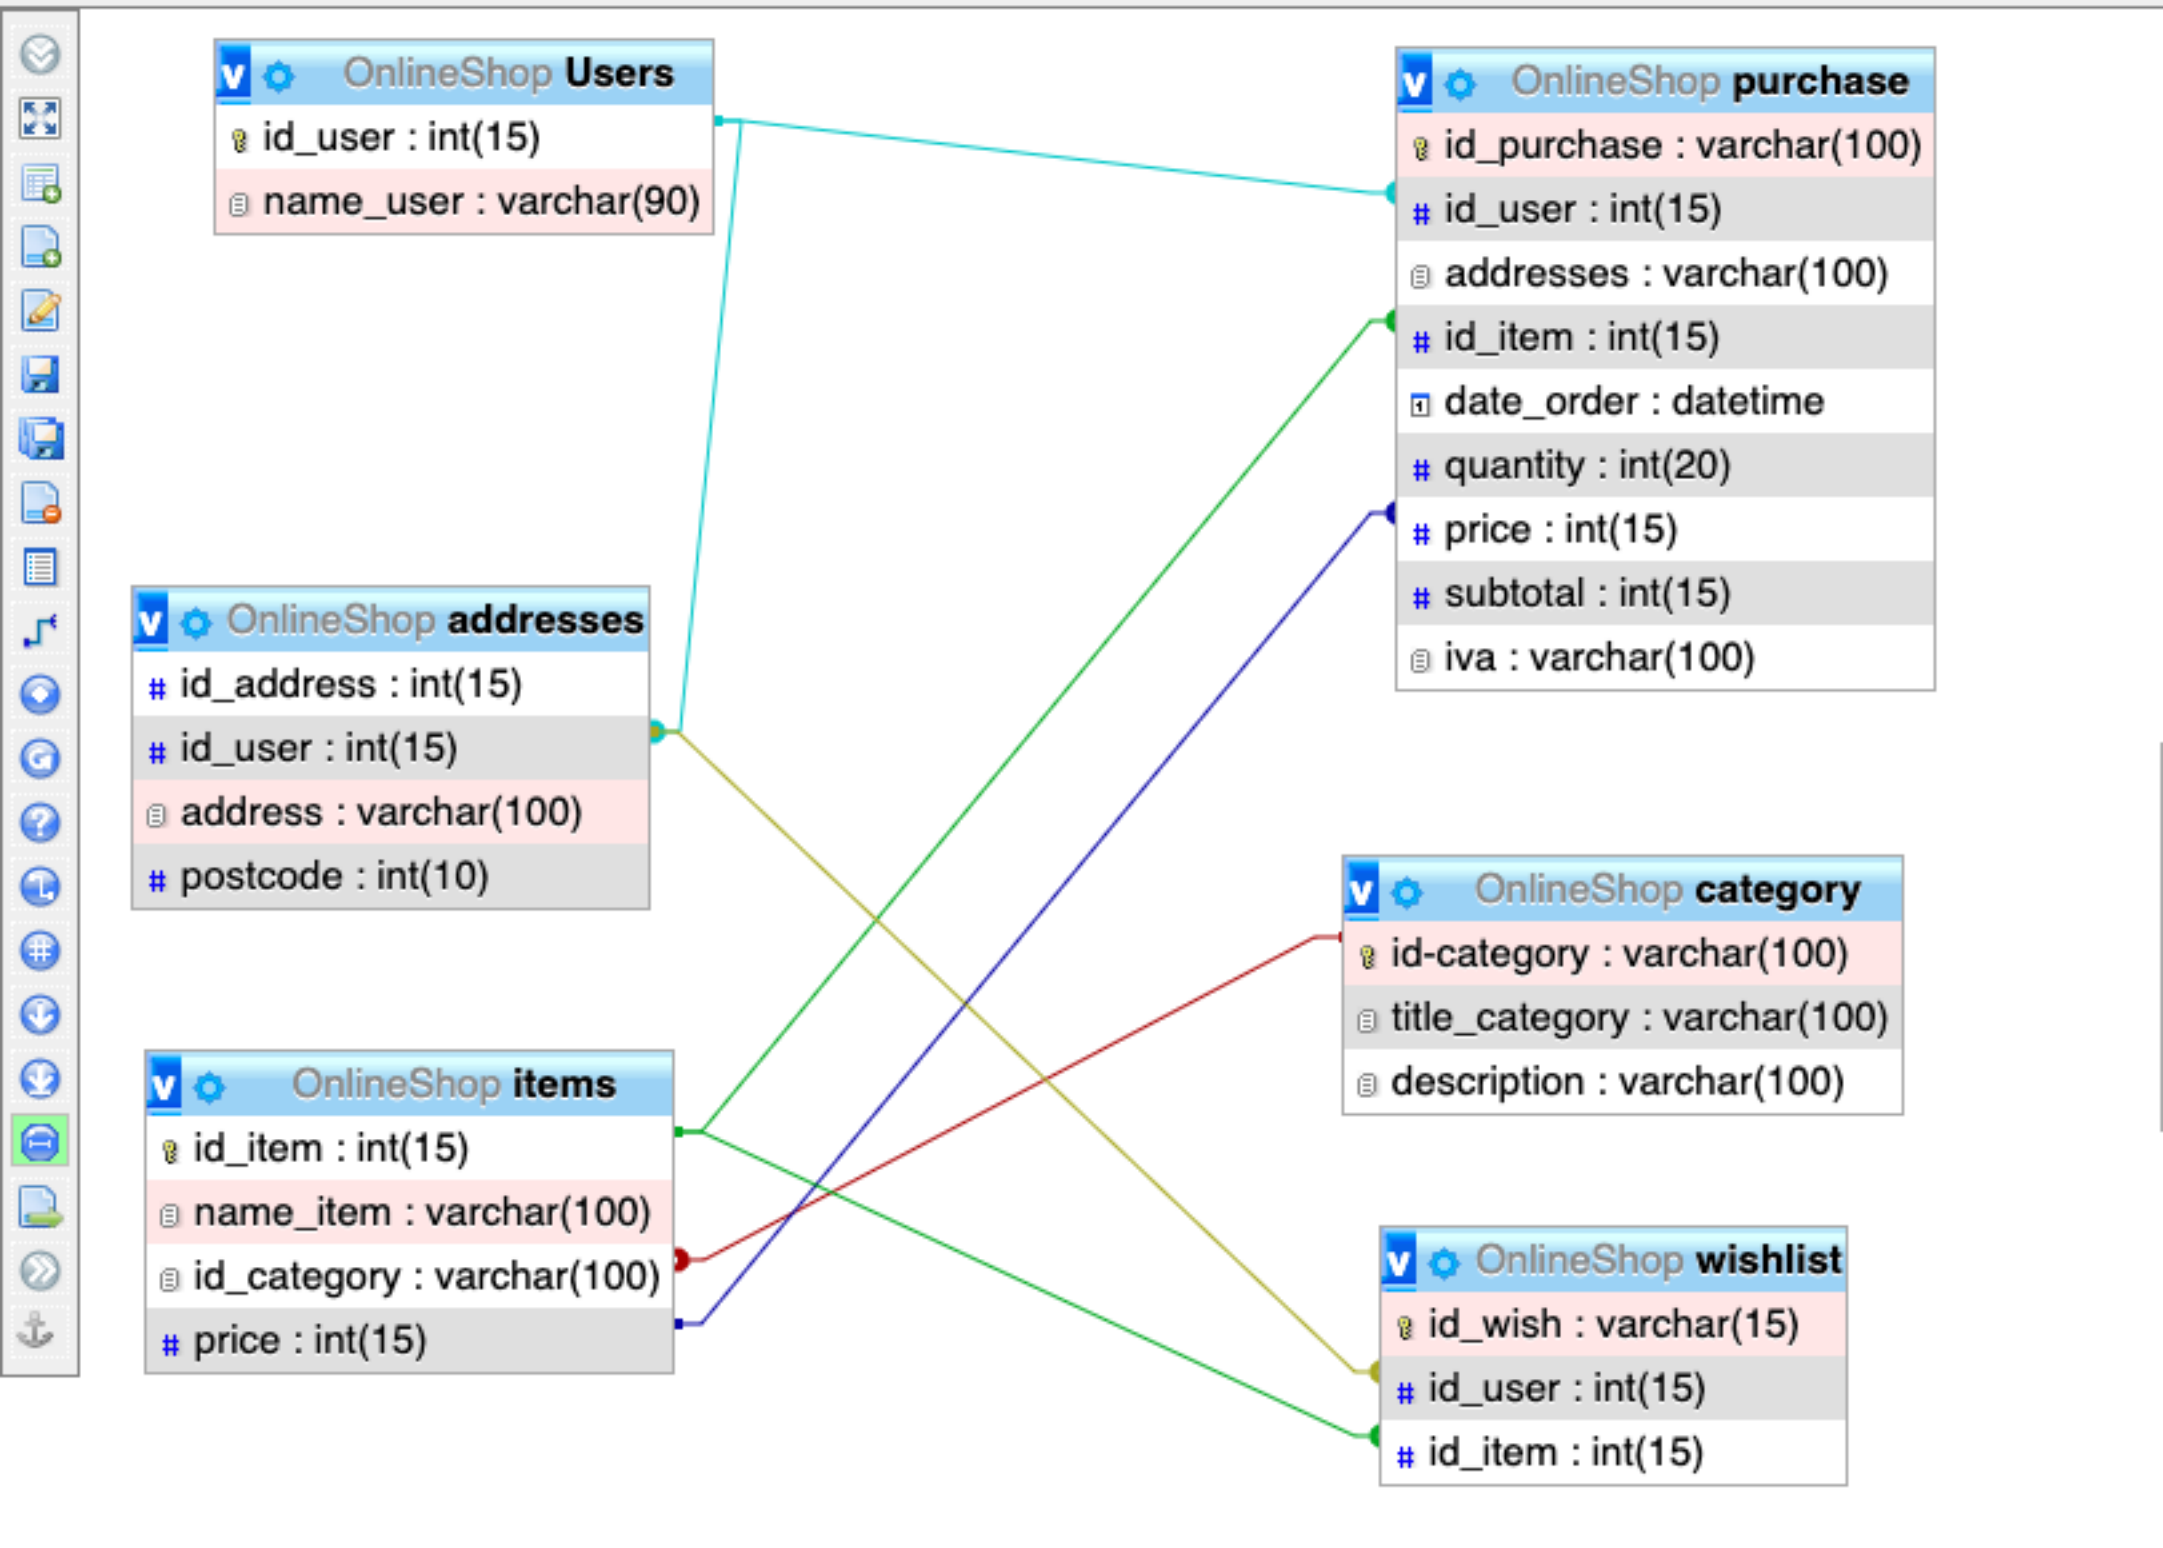 OnlineShop Users
id_user : int(15)
name_user : varchar(90)
OnlineShop purchase
id_purchase : varchar(100)
id_user : int(15)
addresses : varchar(100)
id_item : int(15)
date_order : datetime
quantity : int(20)
price : int(15)
subtotal : int(15)
iva : varchar(100)
OnlineShop addresses
id_address : int(15)
id_user : int(15)
address : varchar(100)
postcode : int(10)
OnlineShop category
id-category : varchar(100)
title_category : varchar(100)
description : varchar(100)
OnlineShop items
id_item : int(15)
name_item : varchar(100)
id_category : varchar(100)
price : int(15)
OnlineShop wishlist
id_wish : varchar(15)
id_user : int(15)
id_item : int(15)